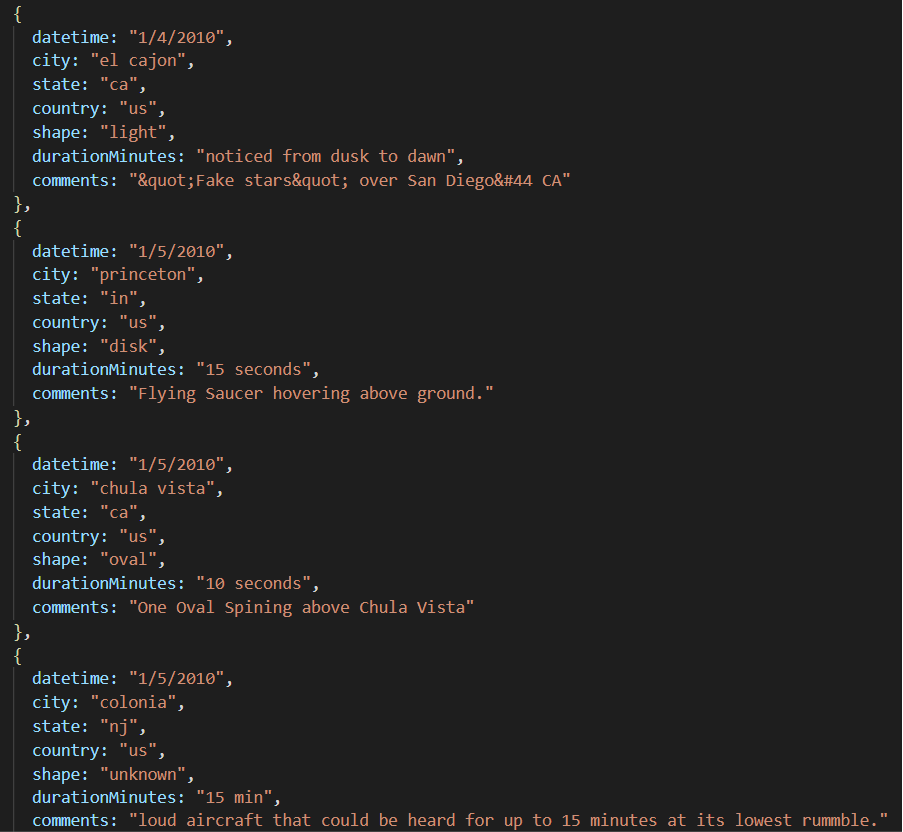 {
datetime: "1/4/2010",
city: "el cajon",
state: "ca",
country: "us",
shape: "light",
durationMinutes: "noticed from dusk to dawn",
comments: "&quot;Fake stars&quot; over San Diego&#44 CA"
},
{
datetime: "1/5/2010",
city: "princeton",
state: "in",
country: "us",
shape: "disk",
durationMinutes: "15 seconds",
comments: "Flying Saucer hovering above ground."
},
{
datetime: "1/5/2010",
city: "chula vista",
state: "ca",
country: "us",
shape: "oval",
durationMinutes: "10 seconds",
comments: "One Oval Spining above Chula Vista"
},
{
datetime: "1/5/2010",
city: "colonia",
state: "nj",
country: "us",
shape: "unknown",
durationMinutes: "15 min",
comments: "loud aircraft that could be heard for up to 15 minutes at its lowest rummble."